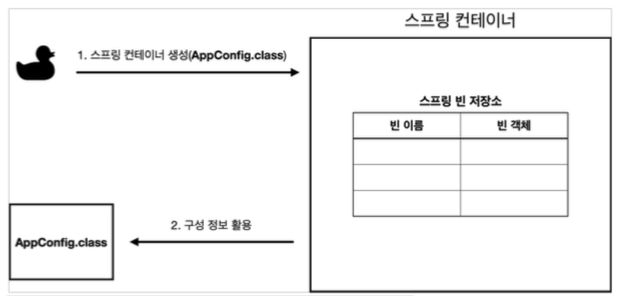 스프링 컨테이너
1. 스프링 컨테이너 생성(AppConfig.class)
스프링 빈 저장소
빈 이름 빈 객체
2. 구성 정보 활용
AppConfig.class